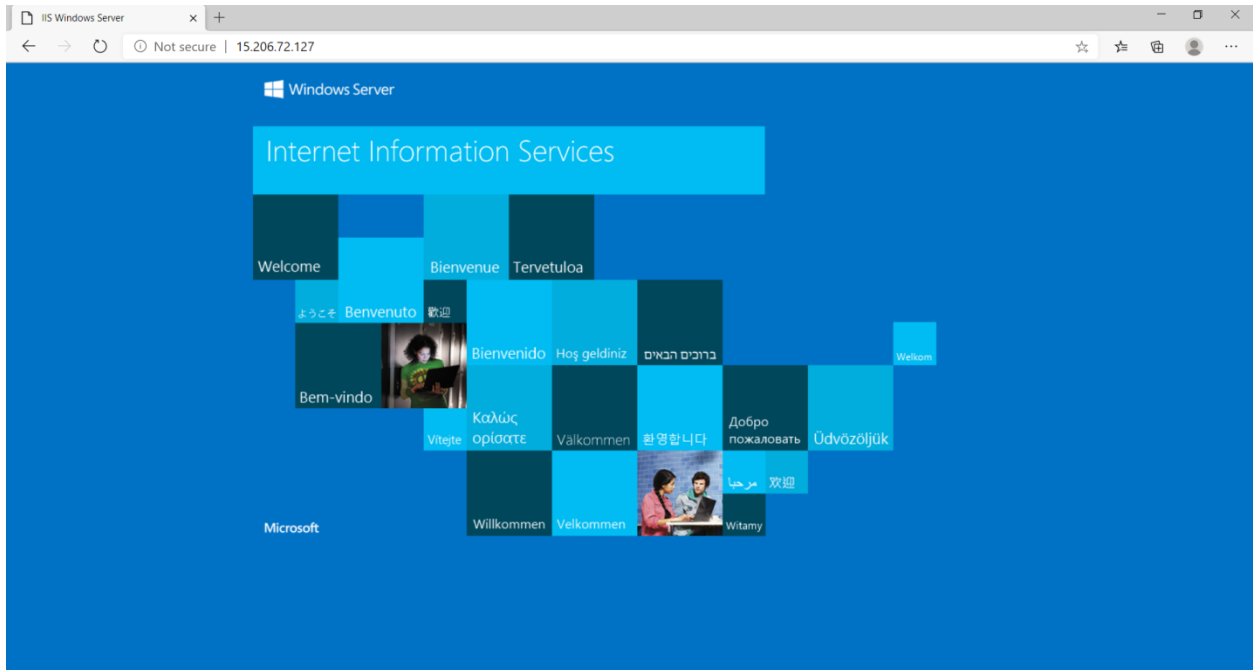 IIS Windows Server
Not secure | 15.206.72.127
Windows Server
Internet Information Services
Welcome
Bienvenue
Tervetuloa
ようこそ
Benvenuto
歡迎
Bienvenido
Hoş geldiniz
ברוכים הבאים
Welkom
Bem-vindo
Vítejte
Καλώς
ορίσατε
Välkommen
환영합니다
Добро
пожаловать
Üdvözöljük
مرحبا
欢迎
Microsoft
Willkommen
Velkommen
Witamy